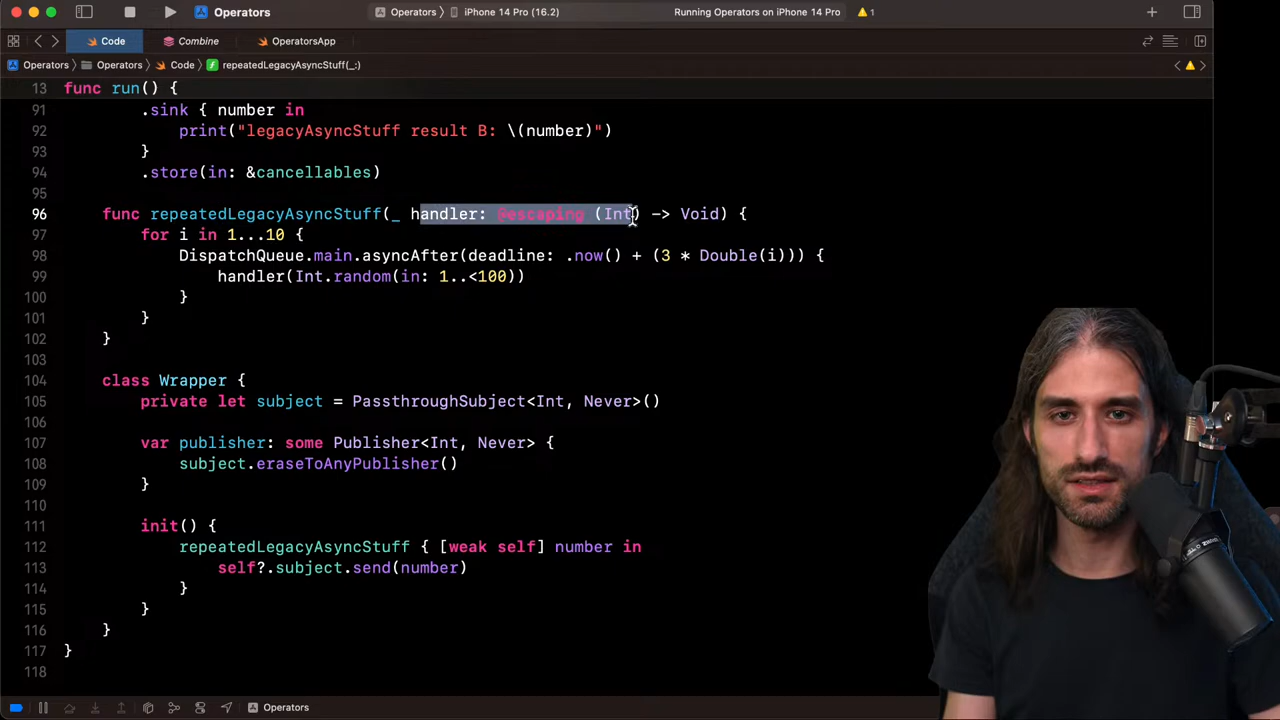 Operators
Operators 〉 iPhone 14 Pro (16.2)
Running Operators on iPhone 14 Pro
1
Code
Combine
OperatorsApp
Operators 〉 Operators 〉 Code 〉 repeatedLegacyAsyncStuff(_:)
13 func run() {
91 .sink { number in
92 print("legacyAsyncStuff result B: \(number)")
93 }
94 .store(in: &cancellables)
95
96 func repeatedLegacyAsyncStuff(_ handler: @escaping (Int) -> Void) {
97 for i in 1...10 {
98 DispatchQueue.main.asyncAfter(deadline: .now() + (3 * Double(i))) {
99 handler(Int.random(in: 1..<100))
100 }
101 }
102 }
103
104 class Wrapper {
105 private let subject = PassthroughSubject<Int, Never>()
106
107 var publisher: some Publisher<Int, Never> {
108 subject.eraseToAnyPublisher()
109 }
110
111 init() {
112 repeatedLegacyAsyncStuff { [weak self] number in
113 self?.subject.send(number)
114 }
115 }
116 }
117 }
118
Operators